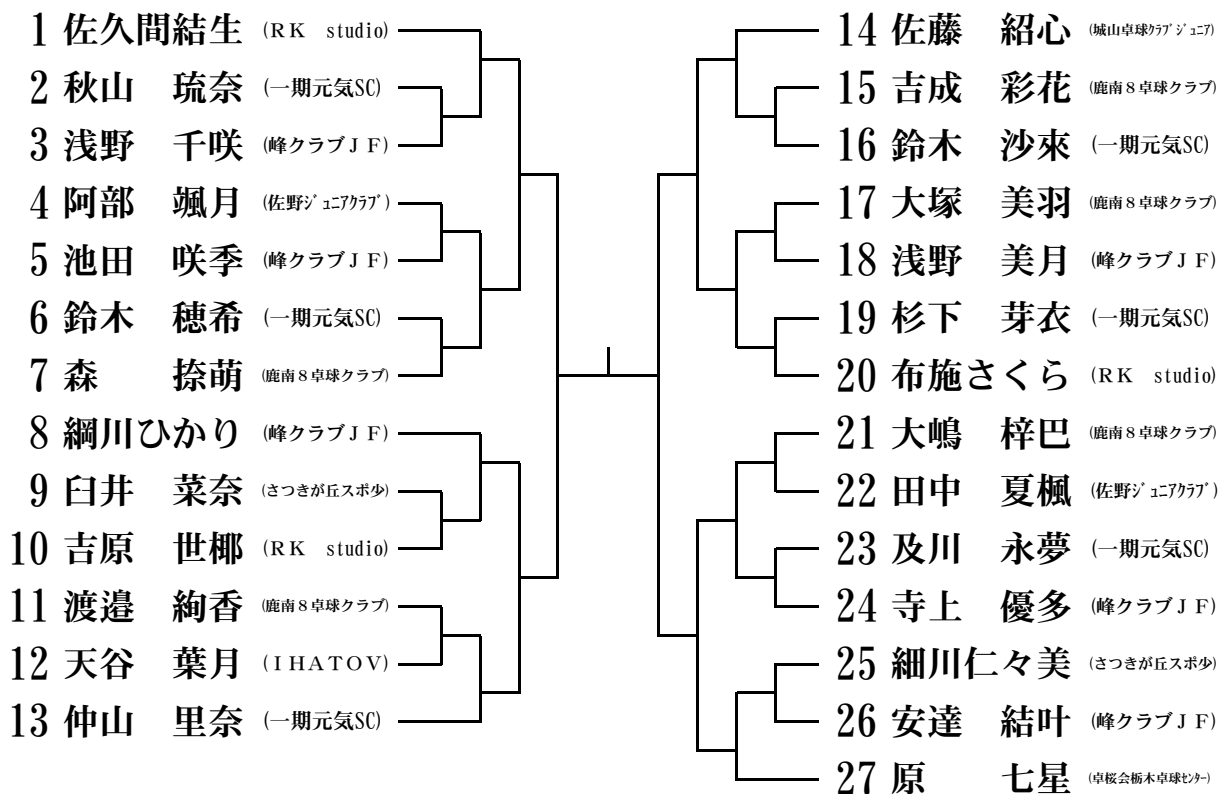 1 佐久間結生 (ＲＫ　studio)
2 秋山　琉奈 (一期元気SC)
3 浅野　千咲 (峰クラブＪＦ)
4 阿部　颯月 (佐野ｼﾞｭﾆｱｸﾗﾌﾞ)
5 池田　咲季 (峰クラブＪＦ)
6 鈴木　穂希 (一期元気SC)
7 森　　捺萌 (鹿南８卓球クラブ)
8 綱川ひかり (峰クラブＪＦ)
9 臼井　菜奈 (さつきが丘スポ少)
10 吉原　世椰 (ＲＫ　studio)
11 渡邉　絢香 (鹿南８卓球クラブ)
12 天谷　葉月 (ＩＨＡＴＯＶ)
13 仲山　里奈 (一期元気SC)
14 佐藤　紹心 (城山卓球ｸﾗﾌﾞｼﾞｭﾆｱ)
15 吉成　彩花 (鹿南８卓球クラブ)
16 鈴木　沙來 (一期元気SC)
17 大塚　美羽 (鹿南８卓球クラブ)
18 浅野　美月 (峰クラブＪＦ)
19 杉下　芽衣 (一期元気SC)
20 布施さくら (ＲＫ　studio)
21 大嶋　梓巴 (鹿南８卓球クラブ)
22 田中　夏楓 (佐野ｼﾞｭﾆｱｸﾗﾌﾞ)
23 及川　永夢 (一期元気SC)
24 寺上　優多 (峰クラブＪＦ)
25 細川仁々美 (さつきが丘スポ少)
26 安達　結叶 (峰クラブＪＦ)
27 原　　七星 (卓桜会栃木卓球ｾﾝﾀｰ)